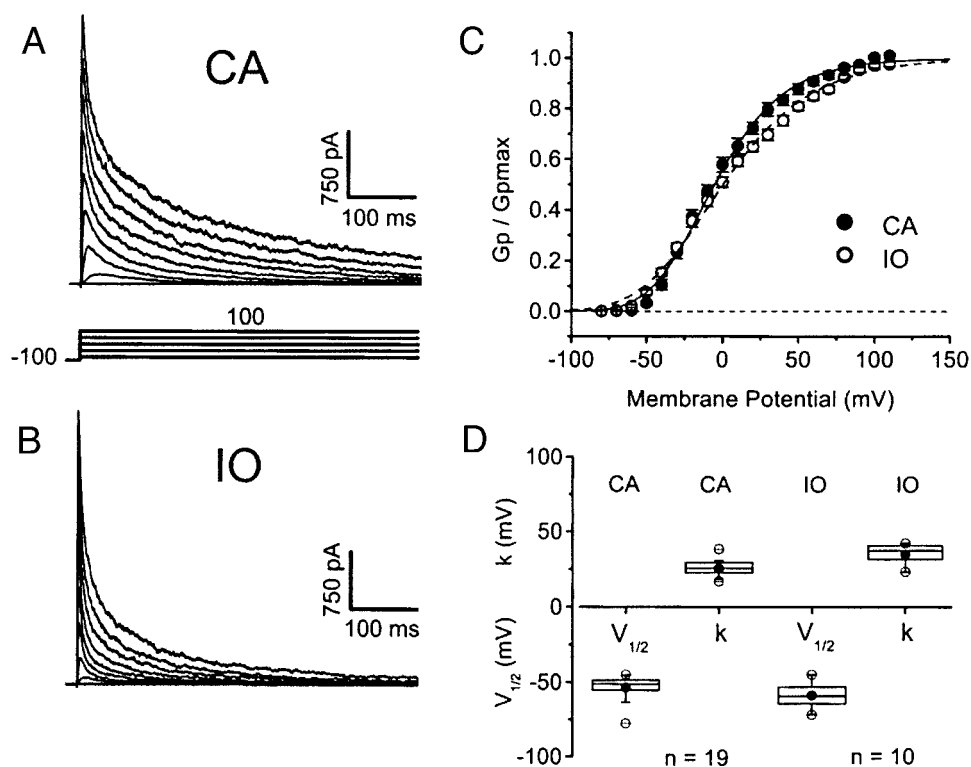 A
CA
750 pA
100 ms
100
-100
B
IO
750 pA
100 ms
C
Gp / Gpmax
1.0
0.8
0.6
0.4
0.2
0.0
CA
IO
-100
-50
0
50
100
150
Membrane Potential (mV)
D
k (mV)
V1/2 (mV)
100
50
0
-50
-100
CA
CA
IO
IO
V1/2
k
V1/2
k
n = 19
n = 10